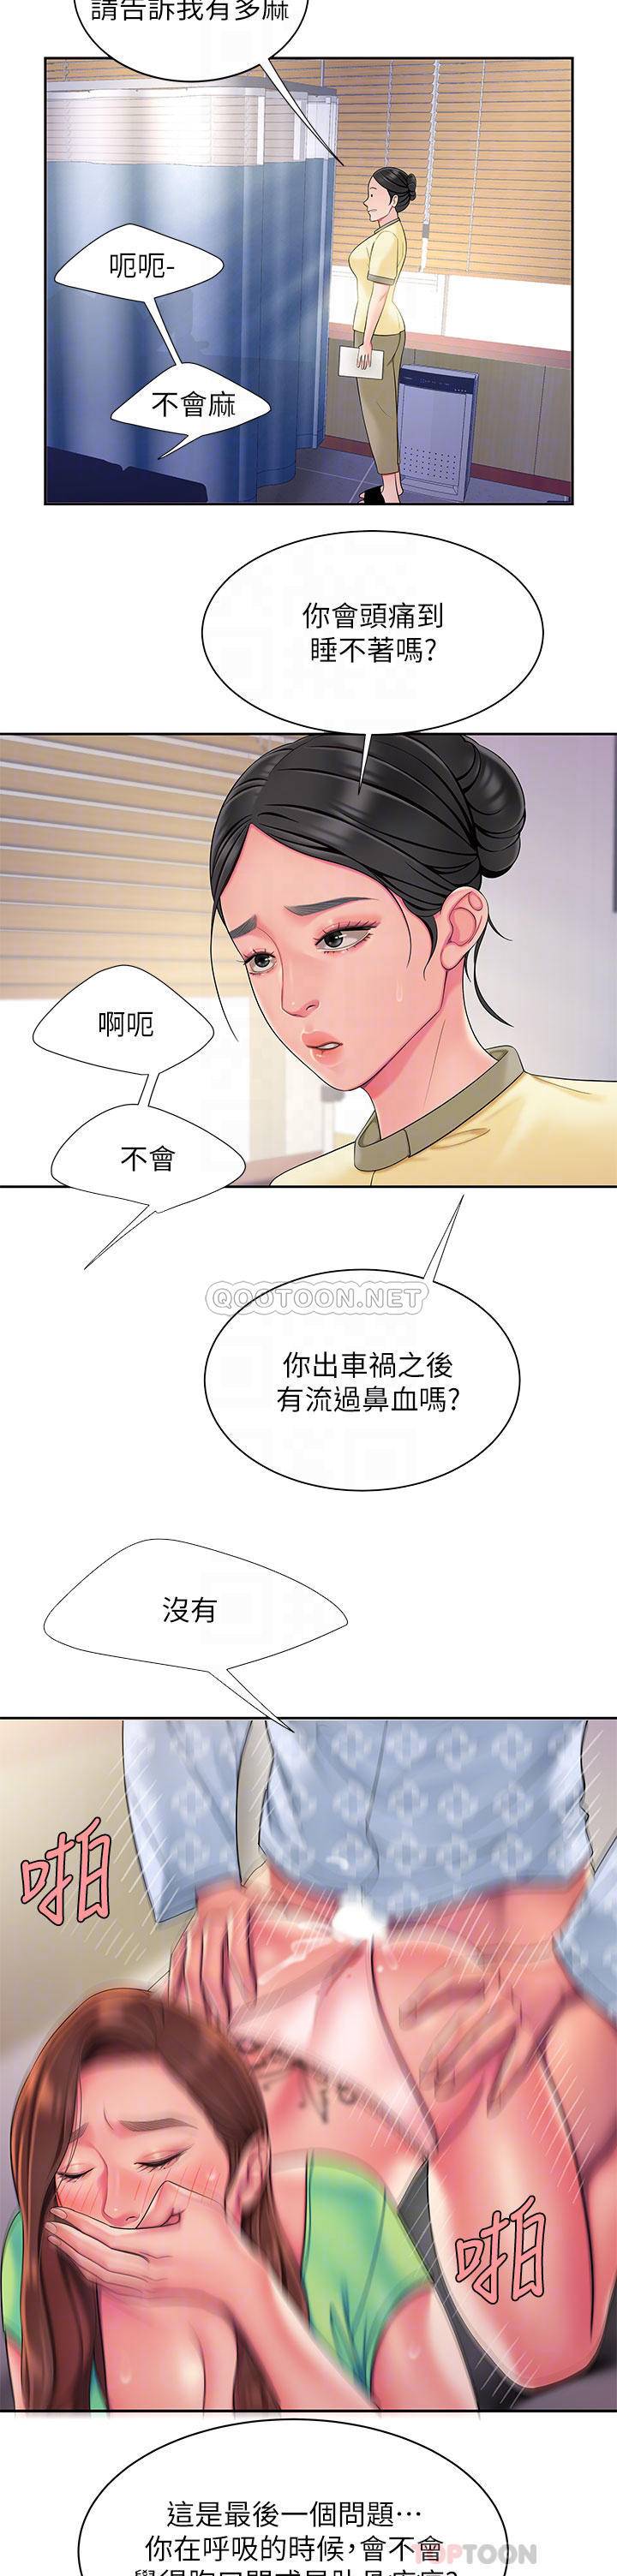 請告訴我有多麻
呃呃-
不會麻
你會頭痛到
睡不著嗎?
啊呃
不會
QOOTOON.NET
你出車禍之後
有流過鼻血嗎?
沒有
啪
啪
這是最後一個問題⋯
你在呼吸的時候,會不會
TOPTOON